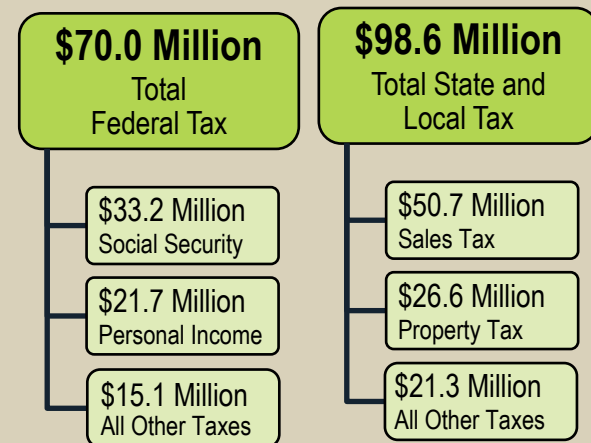 $70.0 Million
Total
Federal Tax
$33.2 Million
Social Security
$21.7 Million
Personal Income
$15.1 Million
All Other Taxes
$98.6 Million
Total State and
Local Tax
$50.7 Million
Sales Tax
$26.6 Million
Property Tax
$21.3 Million
All Other Taxes